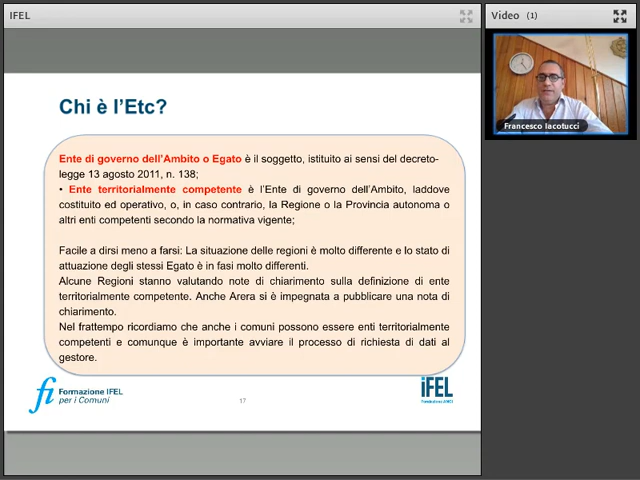 IFEL
Video (1)
Francesco Iacotucci
Chi è l'Etc?
Ente di governo dell'Ambito o Egato è il soggetto, istituito ai sensi del decreto-
legge 13 agosto 2011, n. 138;
• Ente territorialmente competente è l'Ente di governo dell'Ambito, laddove
costituito ed operativo, o, in caso contrario, la Regione o la Provincia autonoma o
altri enti competenti secondo la normativa vigente;
Facile a dirsi meno a farsi: La situazione delle regioni è molto differente e lo stato di
attuazione degli stessi Egato è in fasi molto differenti.
Alcune Regioni stanno valutando note di chiarimento sulla definizione di ente
territorialmente competente. Anche Arera si è impegnata a pubblicare una nota di
chiarimento.
Nel frattempo ricordiamo che anche i comuni possono essere enti territorialmente
competenti e comunque è importante avviare il processo di richiesta di dati al
gestore.
fi Formazione IFEL
per i Comuni
17
iFEL
Fondazione ANCI